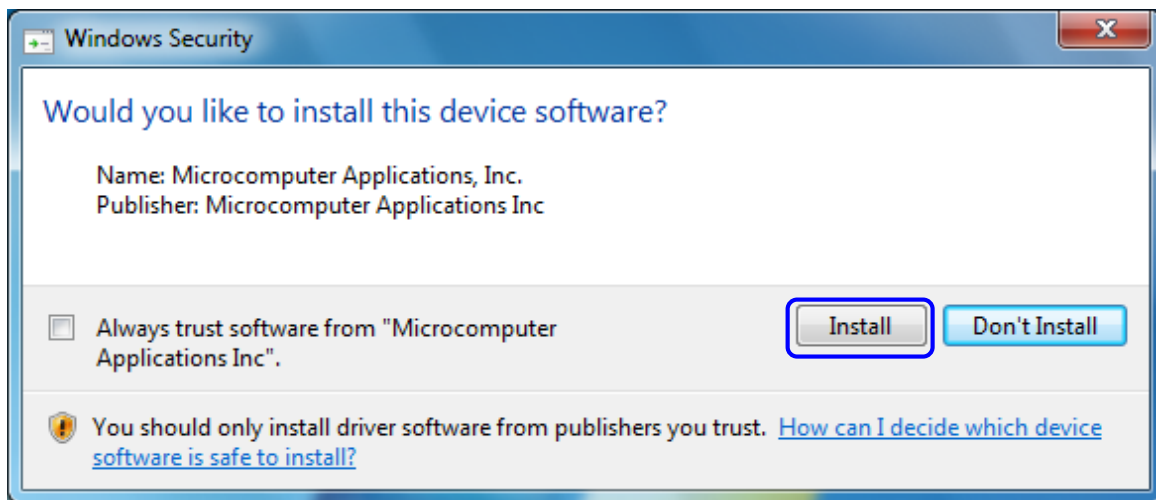 Windows Security
Would you like to install this device software?
Name: Microcomputer Applications, Inc.
Publisher: Microcomputer Applications Inc
Always trust software from "Microcomputer
Applications Inc".
Install
Don't Install
You should only install driver software from publishers you trust. How can I decide which device
software is safe to install?